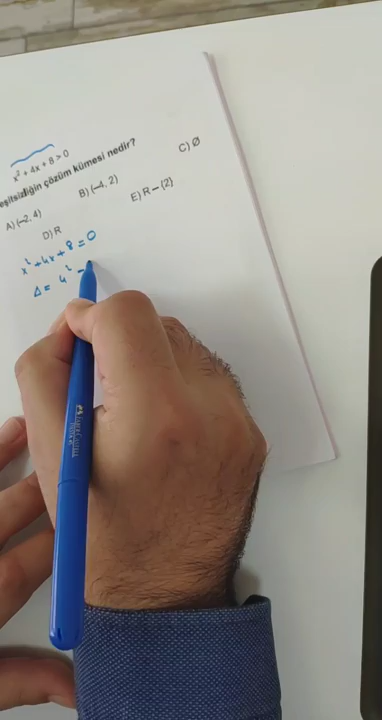 x² + 4x + 8 > 0
eşitsizliğin çözüm kümesi nedir?
A) (–2, 4)
B) (–4, 2)
C) Ø
D) R
E) R – {2}
x² + 4x + 8 = 0
Δ = 4² –